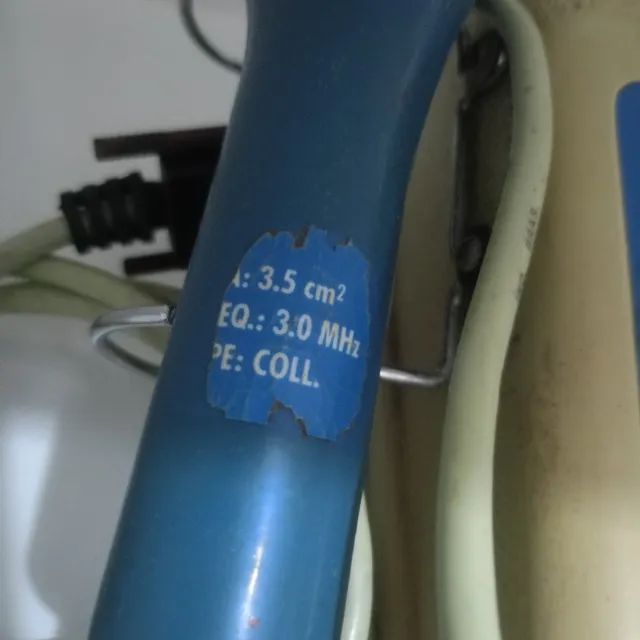 A: 3.5 cm²
EQ.: 3.0 MHz
PE: COLL.